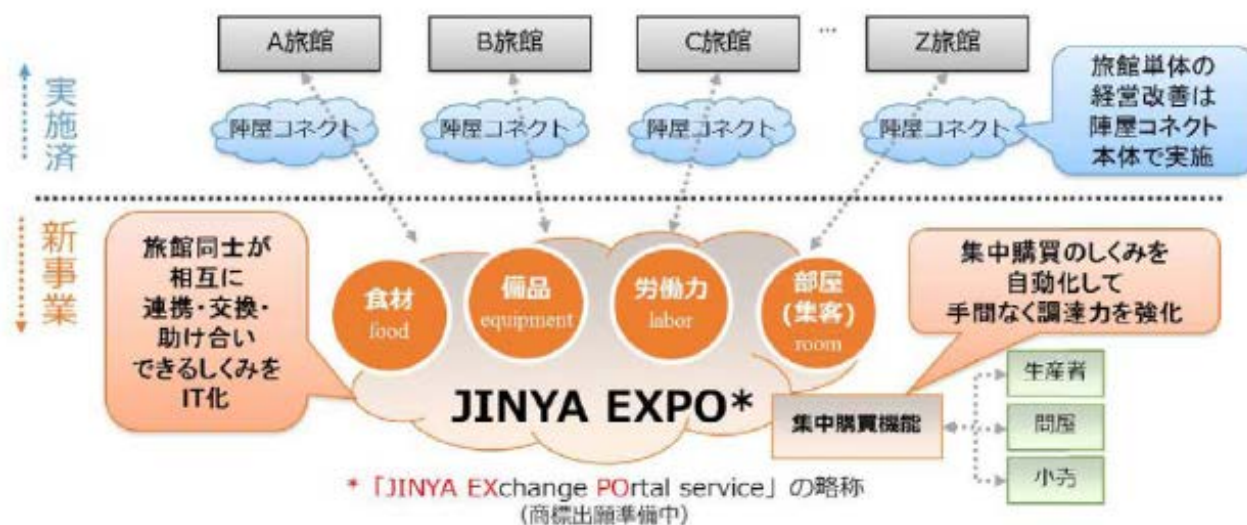 A旅館
B旅館
C旅館
…
Z旅館
実施済
陣屋コネクト
陣屋コネクト
陣屋コネクト
陣屋コネクト
旅館単体の
経営改善は
陣屋コネクト
本体で実施
新事業
旅館同士が
相互に
連携・交換・
助け合い
できるしくみを
IT化
食材
food
備品
equipment
労働力
labor
部屋
(集客)
room
集中購買のしくみを
自動化して
手間なく調達力を強化
JINYA EXPO*
集中購買機能
生産者
問屋
小売
*「JINYA EXchange POrtal service」の略称
(商標出願準備中)